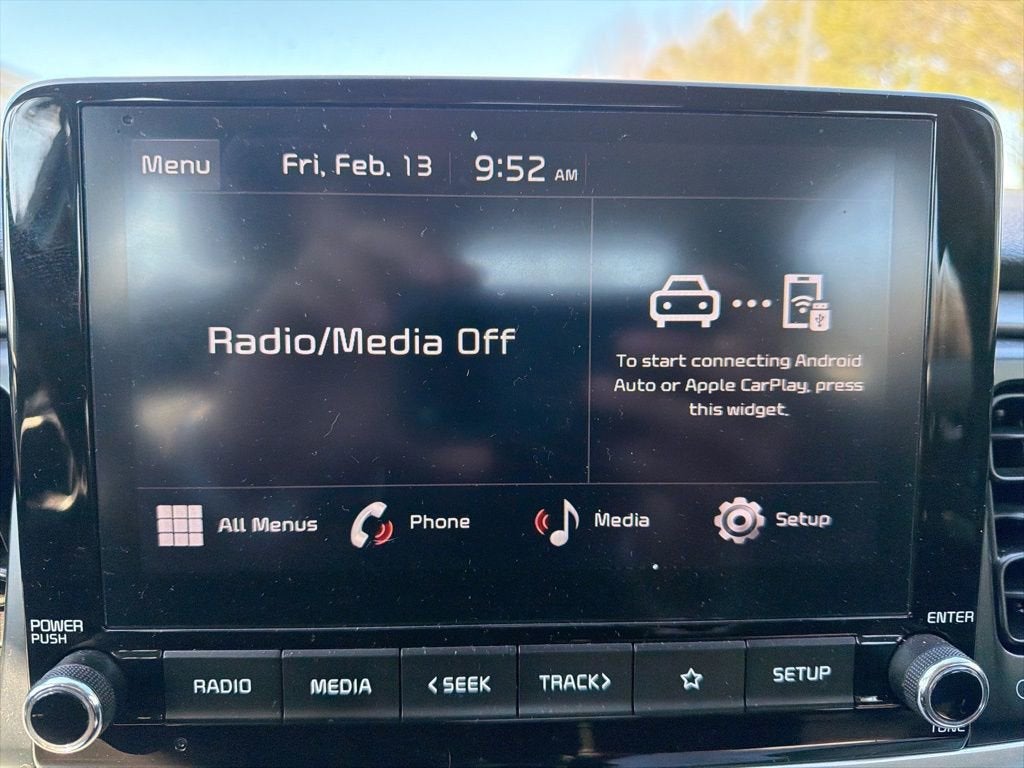 Menu Fri, Feb. 13 9:52 AM
Radio/Media Off
To start connecting Android
Auto or Apple CarPlay, press
this widget.
All Menus Phone Media Setup
POWER
PUSH
ENTER
RADIO MEDIA <SEEK TRACK> SETUP
TUNE